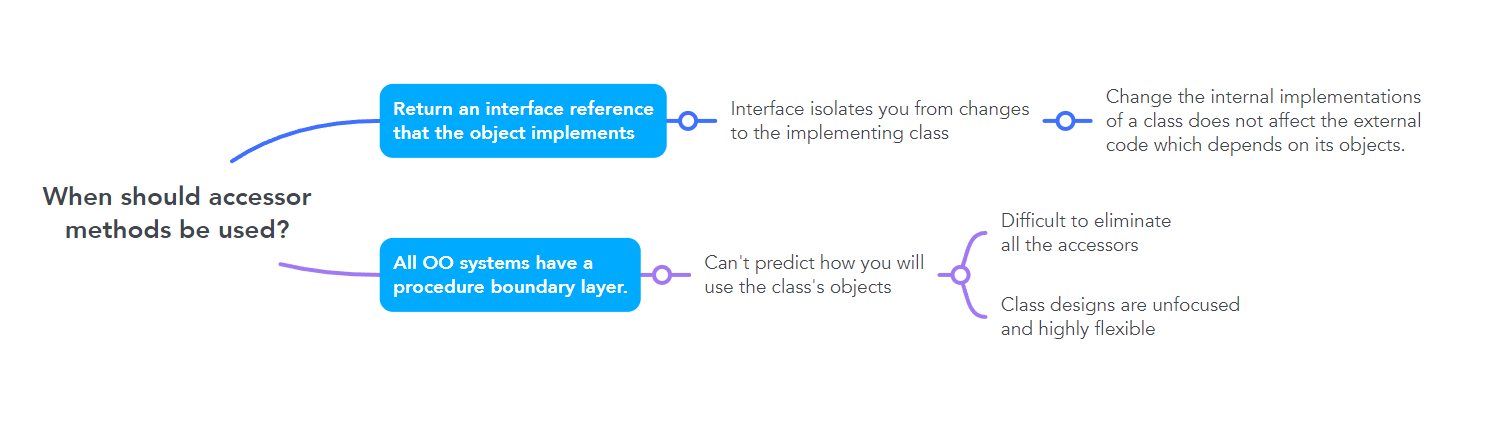 When should accessor
methods be used?
Return an interface reference
that the object implements
Interface isolates you from changes
to the implementing class
Change the internal implementations
of a class does not affect the external
code which depends on its objects.
All OO systems have a
procedure boundary layer.
Can't predict how you will
use the class's objects
Difficult to eliminate
all the accessors
Class designs are unfocused
and highly flexible